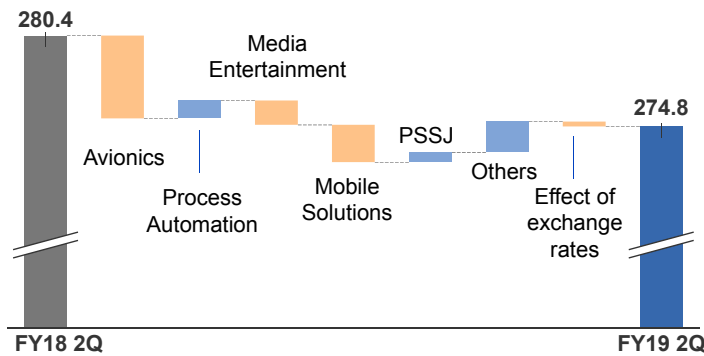 280.4
Media
Entertainment
274.8
PSSJ
Avionics
Others
Process
Automation
Mobile
Solutions
Effect of
exchange
rates
FY18 2Q
FY19 2Q